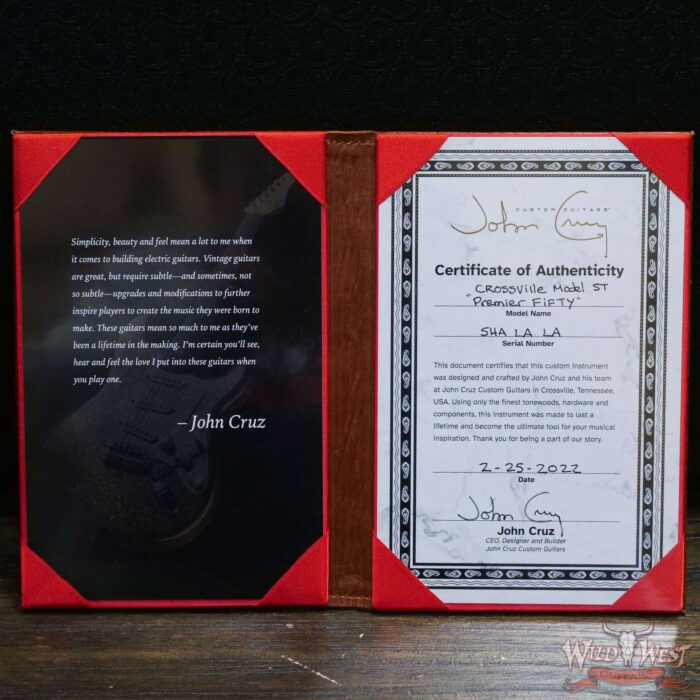 Simplicity, beauty and feel mean a lot to me when
it comes to building electric guitars. Vintage guitars
are great, but require subtle—and sometimes, not
so subtle—upgrades and modifications to further
inspire players to create the music they were born to
make. These guitars mean so much to me as they've
been a lifetime in the making. I'm certain you'll see,
hear and feel the love I put into these guitars when
you play one.
– John Cruz
CUSTOM GUITARS
John Cruz
Certificate of Authenticity
CROSSVILLE MODEL ST
"PREMIER FIFTY"
Model Name
SHA LA LA
Serial Number
This document certifies that this custom instrument
was designed and crafted by John Cruz and his team
at John Cruz Custom Guitars in Crossville, Tennessee,
USA. Using only the finest tonewoods, hardware and
components, this instrument was made to last a
lifetime and become the ultimate tool for your musical
inspiration. Thank you for being a part of our story.
2-25-2022
Date
John Cruz
John Cruz
CEO, Designer and Builder
John Cruz Custom Guitars
WILD WEST
GUITARS